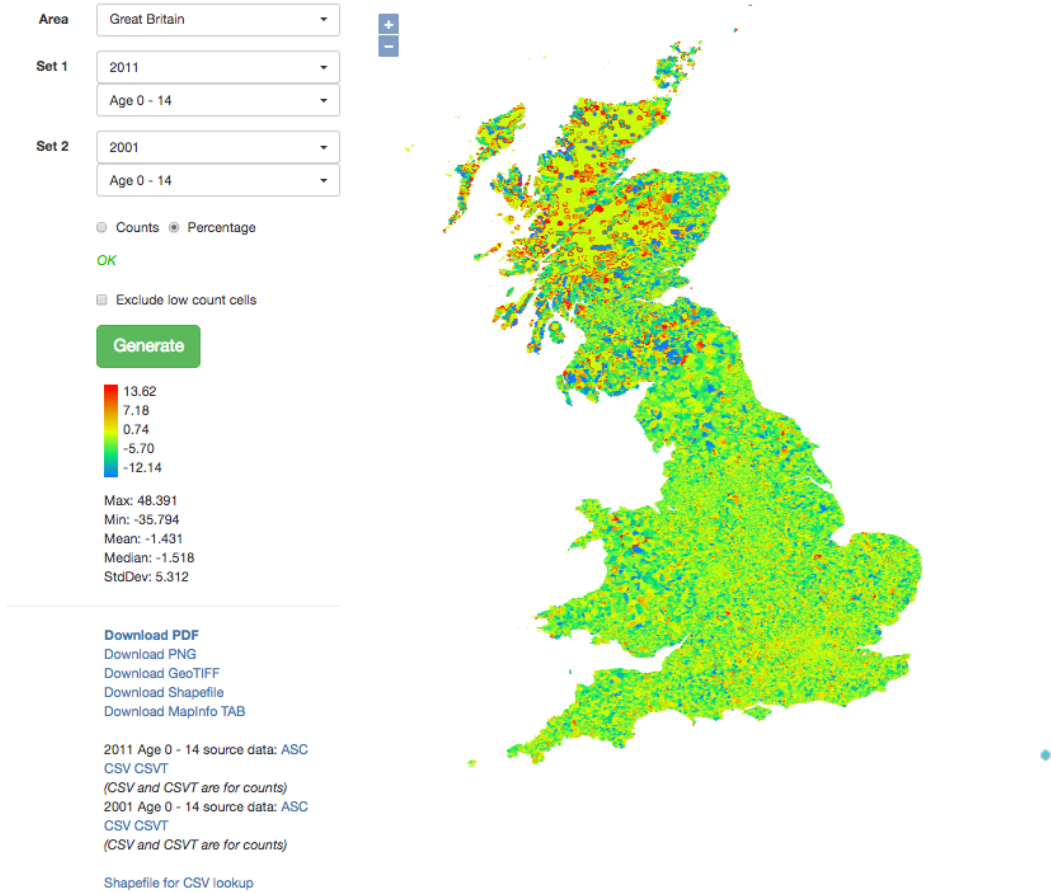 Area
Great Britain
Set 1
2011
Age 0 - 14
Set 2
2001
Age 0 - 14
Counts
Percentage
OK
Exclude low count cells
Generate
13.62
7.18
0.74
-5.70
-12.14
Max: 48.391
Min: -35.794
Mean: -1.431
Median: -1.518
StdDev: 5.312
Download PDF
Download PNG
Download GeoTIFF
Download Shapefile
Download MapInfo TAB
2011 Age 0 - 14 source data: ASC
CSV CSVT
(CSV and CSVT are for counts)
2001 Age 0 - 14 source data: ASC
CSV CSVT
(CSV and CSVT are for counts)
Shapefile for CSV lookup
+
−